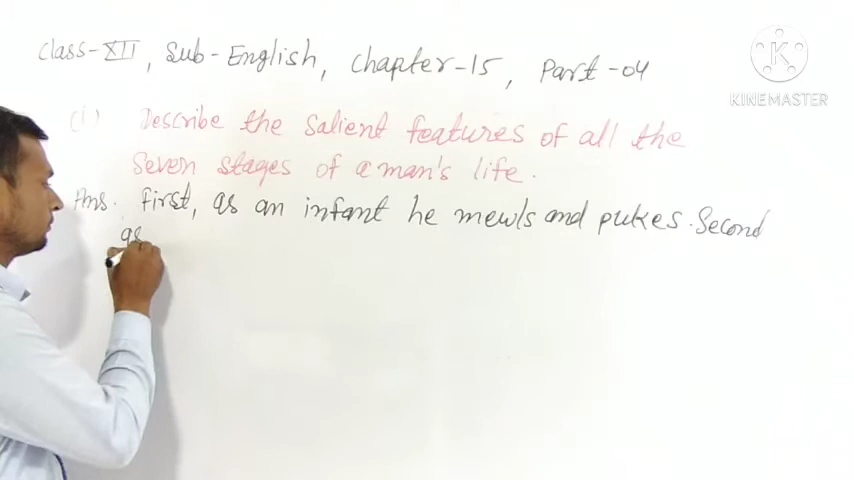 Class-XII, Sub-English, Chapter-15, Part-04
KINEMASTER
(i) Describe the Salient features of all the
Seven stages of a man's life.
Ans. First, as an infant he mewls and pukes. Second
as